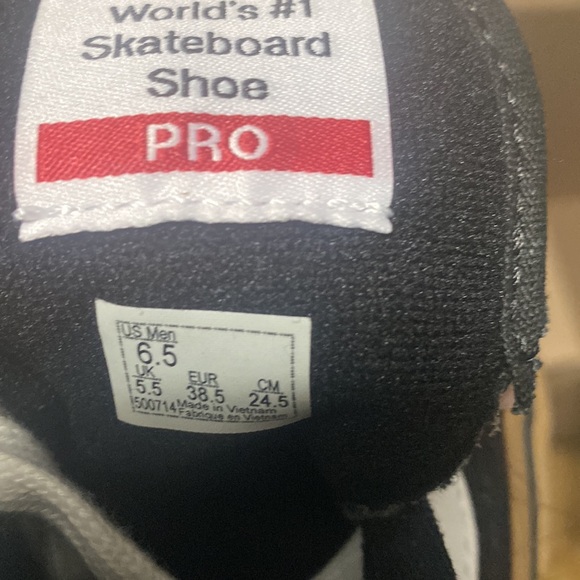 World's #1
Skateboard
Shoe
PRO
US Men
6.5
UK EUR CM
5.5 38.5 24.5
500714 Made in Vietnam
Fabriqué en Vietnam